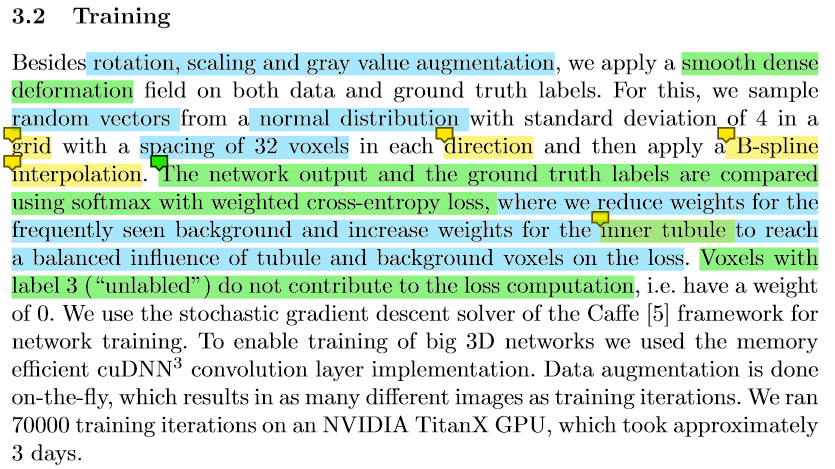 3.2 Training
Besides rotation, scaling and gray value augmentation, we apply a smooth dense
deformation field on both data and ground truth labels. For this, we sample
random vectors from a normal distribution with standard deviation of 4 in a
grid with a spacing of 32 voxels in each direction and then apply a B-spline
interpolation. The network output and the ground truth labels are compared
using softmax with weighted cross-entropy loss, where we reduce weights for the
frequently seen background and increase weights for the inner tubule to reach
a balanced influence of tubule and background voxels on the loss. Voxels with
label 3 (“unlabled”) do not contribute to the loss computation, i.e. have a weight
of 0. We use the stochastic gradient descent solver of the Caffe [5] framework for
network training. To enable training of big 3D networks we used the memory
efficient cuDNN³ convolution layer implementation. Data augmentation is done
on-the-fly, which results in as many different images as training iterations. We ran
70000 training iterations on an NVIDIA TitanX GPU, which took approximately
3 days.